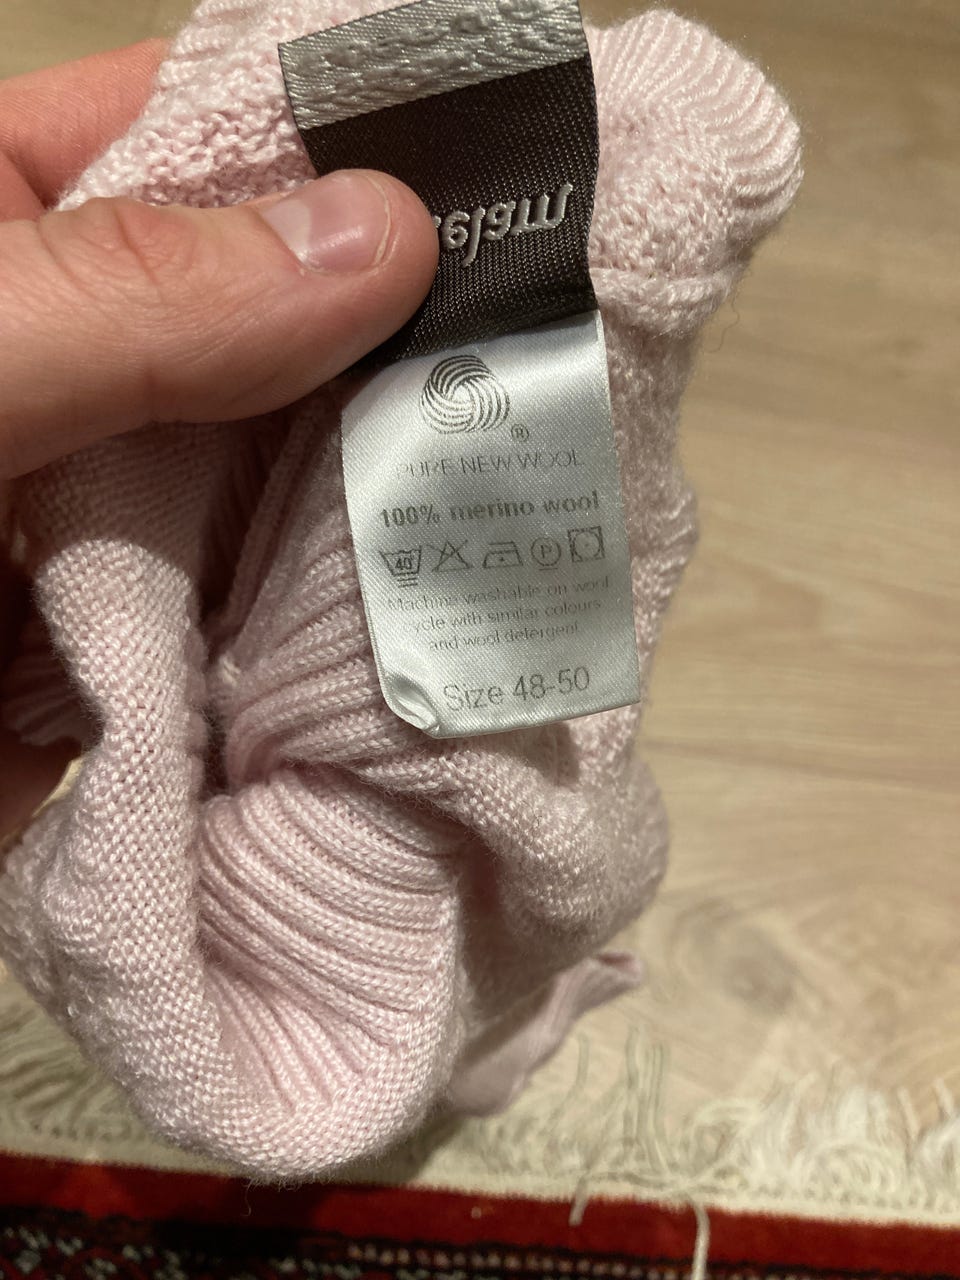 ®
PURE NEW WOOL
100% merino wool
40° P
Machine washable on wool
cycle with similar colours
and wool detergent
Size 48-50